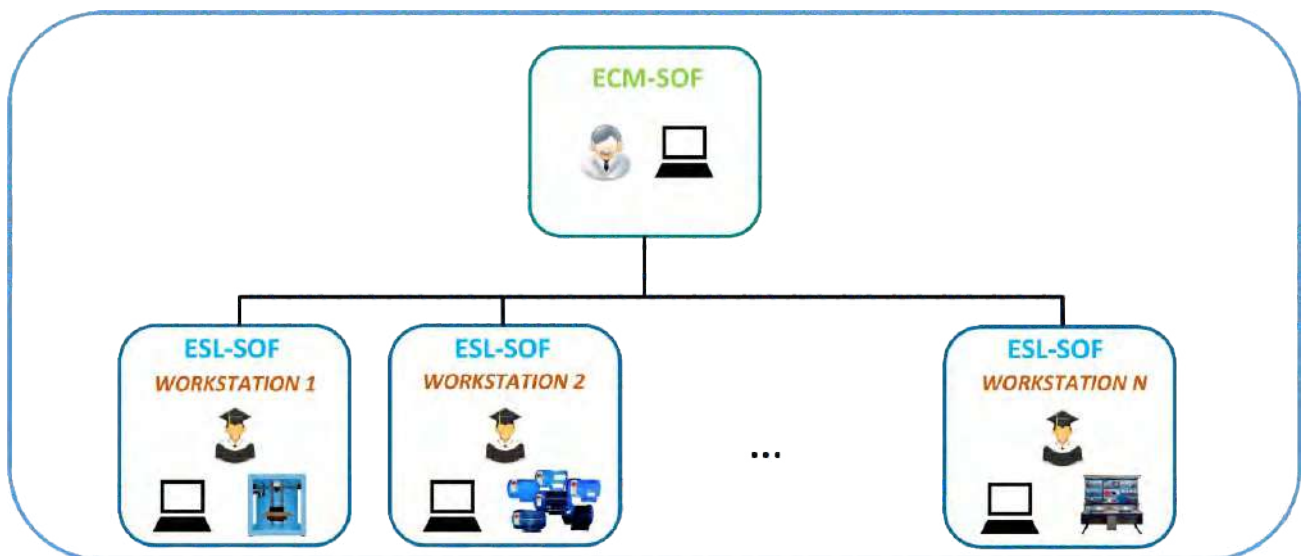 ECM-SOF
ESL-SOF
WORKSTATION 1
ESL-SOF
WORKSTATION 2
...
ESL-SOF
WORKSTATION N